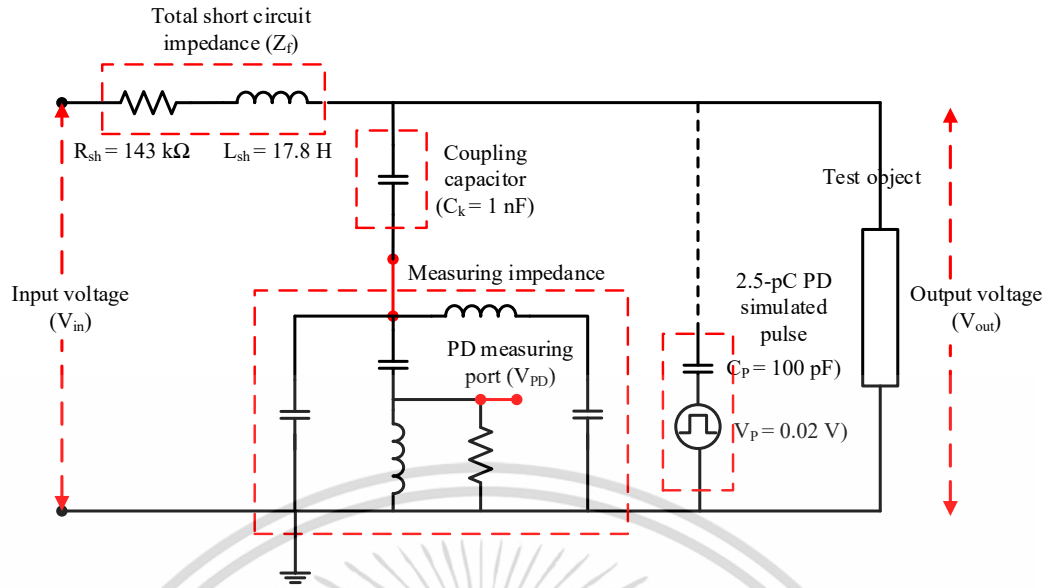 Total short circuit
impedance (Zf)
Rsh = 143 kΩ
Lsh = 17.8 H
Coupling
capacitor
(Ck = 1 nF)
Test object
Measuring impedance
Input voltage
(Vin)
2.5-pC PD
simulated
pulse
Output voltage
(Vout)
PD measuring
port (VPD)
CP = 100 pF)
VP = 0.02 V)